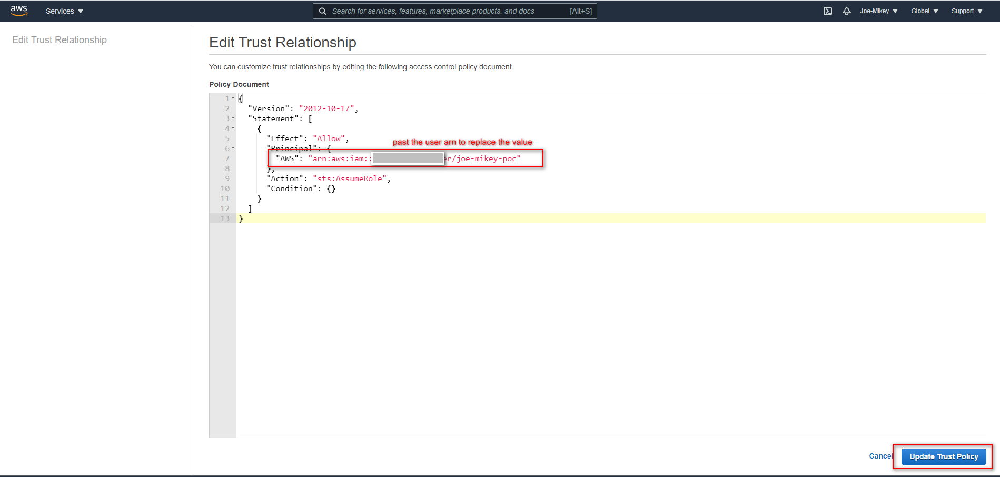 aws Services Search for services, features, marketplace products, and docs [Alt+S] Joe-Mikey Global Support
Edit Trust Relationship
Edit Trust Relationship
You can customize trust relationships by editing the following access control policy document.
Policy Document
1 {
2 "Version": "2012-10-17",
3 "Statement": [
4 {
5 "Effect": "Allow",
past the user arn to replace the value
6 "Principal": {
7 "AWS": "arn:aws:iam:: er/joe-mikey-poc"
8 },
9 "Action": "sts:AssumeRole",
10 "Condition": {}
11 }
12 ]
13 }
Cancel Update Trust Policy